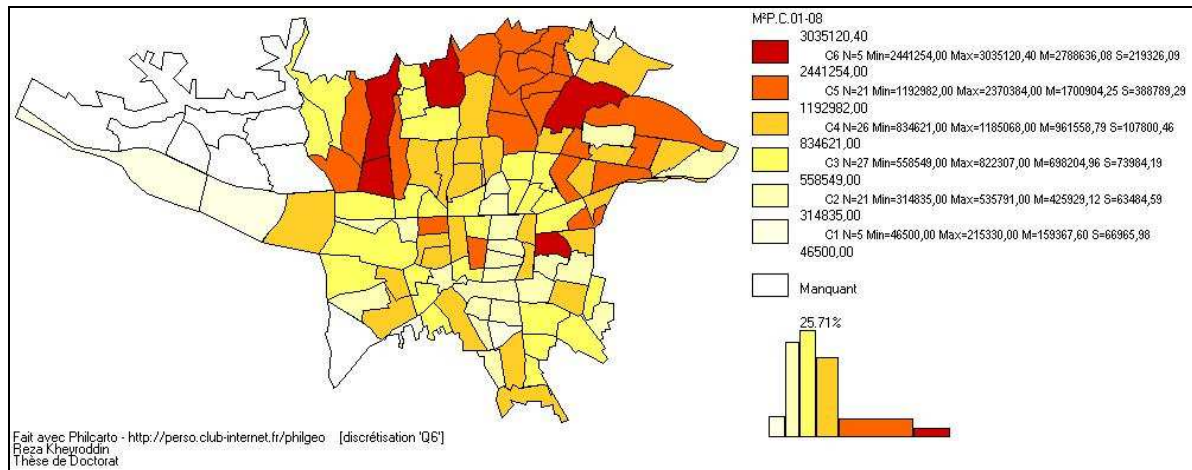 M²P.C.01-08
3035120,40
C6 N=5 Min=2441254,00 Max=3035120,40 M=2788636,08 S=219326,09
2441254,00
C5 N=21 Min=1192982,00 Max=2370384,00 M=1700904,25 S=388789,29
1192982,00
C4 N=26 Min=834621,00 Max=1185068,00 M=961558,79 S=107800,46
834621,00
C3 N=27 Min=558549,00 Max=822307,00 M=698204,96 S=73984,19
558549,00
C2 N=21 Min=314835,00 Max=535791,00 M=425929,12 S=63484,59
314835,00
C1 N=5 Min=46500,00 Max=215330,00 M=159367,60 S=66965,98
46500,00
Manquant
25.71%
Fait avec Philcarto - http://perso.club-internet.fr/philgeo [discrétisation 'Q6']
Reza Kheyroddin
Thèse de Doctorat